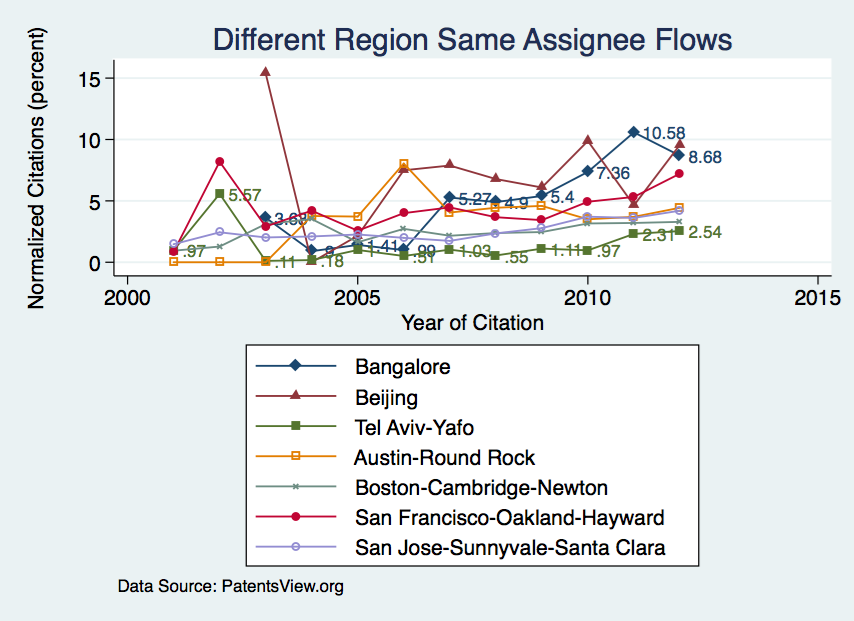 Different Region Same Assignee Flows
Normalized Citations (percent)
15
10
5
0
5.57
.97
.11
.18
1.41
.99
.51
5.27
1.03
4.9
.55
5.4
1.11
7.36
.97
10.58
2.31
8.68
2.54
2000
2005
2010
2015
Year of Citation
Bangalore
Beijing
Tel Aviv-Yafo
Austin-Round Rock
Boston-Cambridge-Newton
San Francisco-Oakland-Hayward
San Jose-Sunnyvale-Santa Clara
Data Source: PatentsView.org